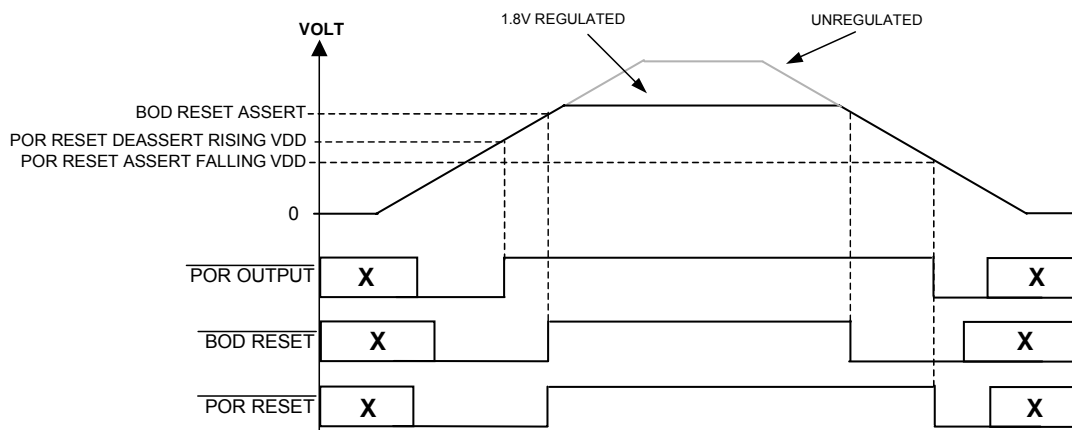 1.8V REGULATED
UNREGULATED
VOLT
BOD RESET ASSERT
POR RESET DEASSERT RISING VDD
POR RESET ASSERT FALLING VDD
0
POR OUTPUT
X
X
BOD RESET
X
X
POR RESET
X
X